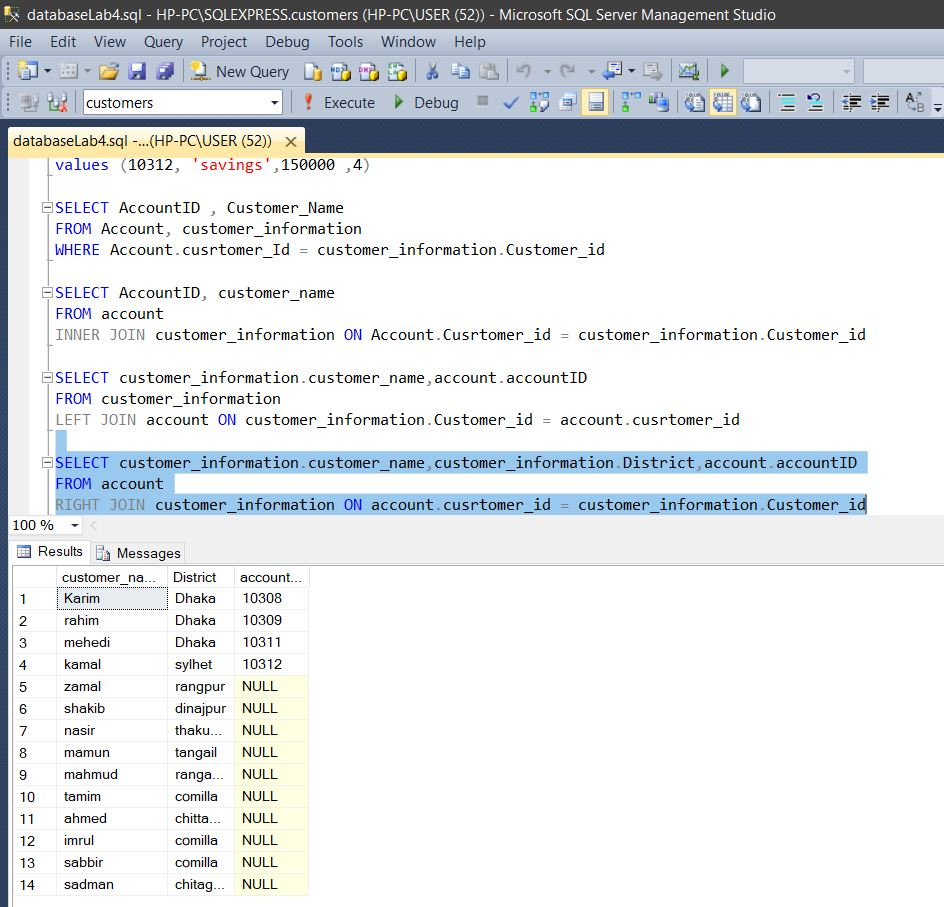 databaseLab4.sql - HP-PC\SQLEXPRESS.customers (HP-PC\USER (52)) - Microsoft SQL Server Management Studio
File Edit View Query Project Debug Tools Window Help
New Query
customers Execute Debug
databaseLab4.sql -...(HP-PC\USER (52))
values (10312, 'savings',150000 ,4)
SELECT AccountID , Customer_Name
FROM Account, customer_information
WHERE Account.cusrtomer_Id = customer_information.Customer_id
SELECT AccountID, customer_name
FROM account
INNER JOIN customer_information ON Account.Cusrtomer_id = customer_information.Customer_id
SELECT customer_information.customer_name,account.accountID
FROM customer_information
LEFT JOIN account ON customer_information.Customer_id = account.cusrtomer_id
SELECT customer_information.customer_name,customer_information.District,account.accountID
FROM account
RIGHT JOIN customer_information ON account.cusrtomer_id = customer_information.Customer_id
100 %
Results Messages
customer_na... District account...
1 Karim Dhaka 10308
2 rahim Dhaka 10309
3 mehedi Dhaka 10311
4 kamal sylhet 10312
5 zamal rangpur NULL
6 shakib dinajpur NULL
7 nasir thaku... NULL
8 mamun tangail NULL
9 mahmud ranga... NULL
10 tamim comilla NULL
11 ahmed chitta... NULL
12 imrul comilla NULL
13 sabbir comilla NULL
14 sadman chitag... NULL